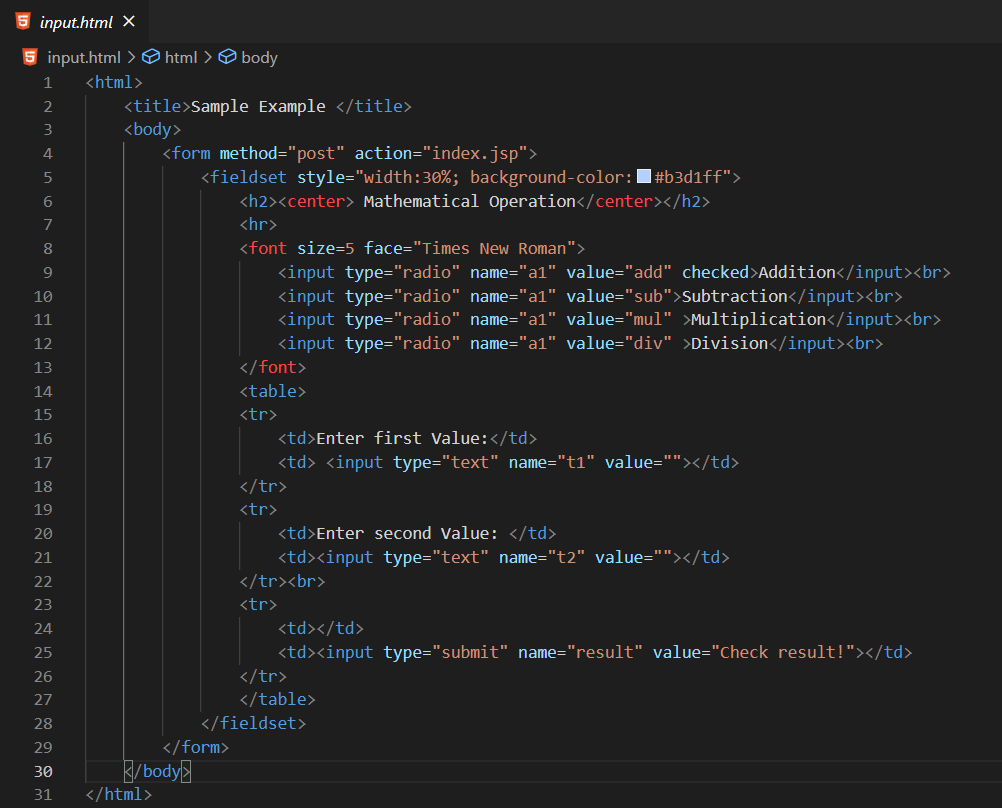 input.html ×
input.html > html > body
1 <html>
2     <title>Sample Example </title>
3     <body>
4         <form method="post" action="index.jsp">
5             <fieldset style="width:30%; background-color:#b3d1ff">
6                 <h2><center> Mathematical Operation</center></h2>
7                 <hr>
8                 <font size=5 face="Times New Roman">
9                     <input type="radio" name="a1" value="add" checked>Addition</input><br>
10                     <input type="radio" name="a1" value="sub">Subtraction</input><br>
11                     <input type="radio" name="a1" value="mul" >Multiplication</input><br>
12                     <input type="radio" name="a1" value="div" >Division</input><br>
13                 </font>
14                 <table>
15                 <tr>
16                     <td>Enter first Value:</td>
17                     <td> <input type="text" name="t1" value=""></td>
18                 </tr>
19                 <tr>
20                     <td>Enter second Value: </td>
21                     <td><input type="text" name="t2" value=""></td>
22                 </tr><br>
23                 <tr>
24                     <td></td>
25                     <td><input type="submit" name="result" value="Check result!"></td>
26                 </tr>
27                 </table>
28             </fieldset>
29         </form>
30     </body>
31 </html>